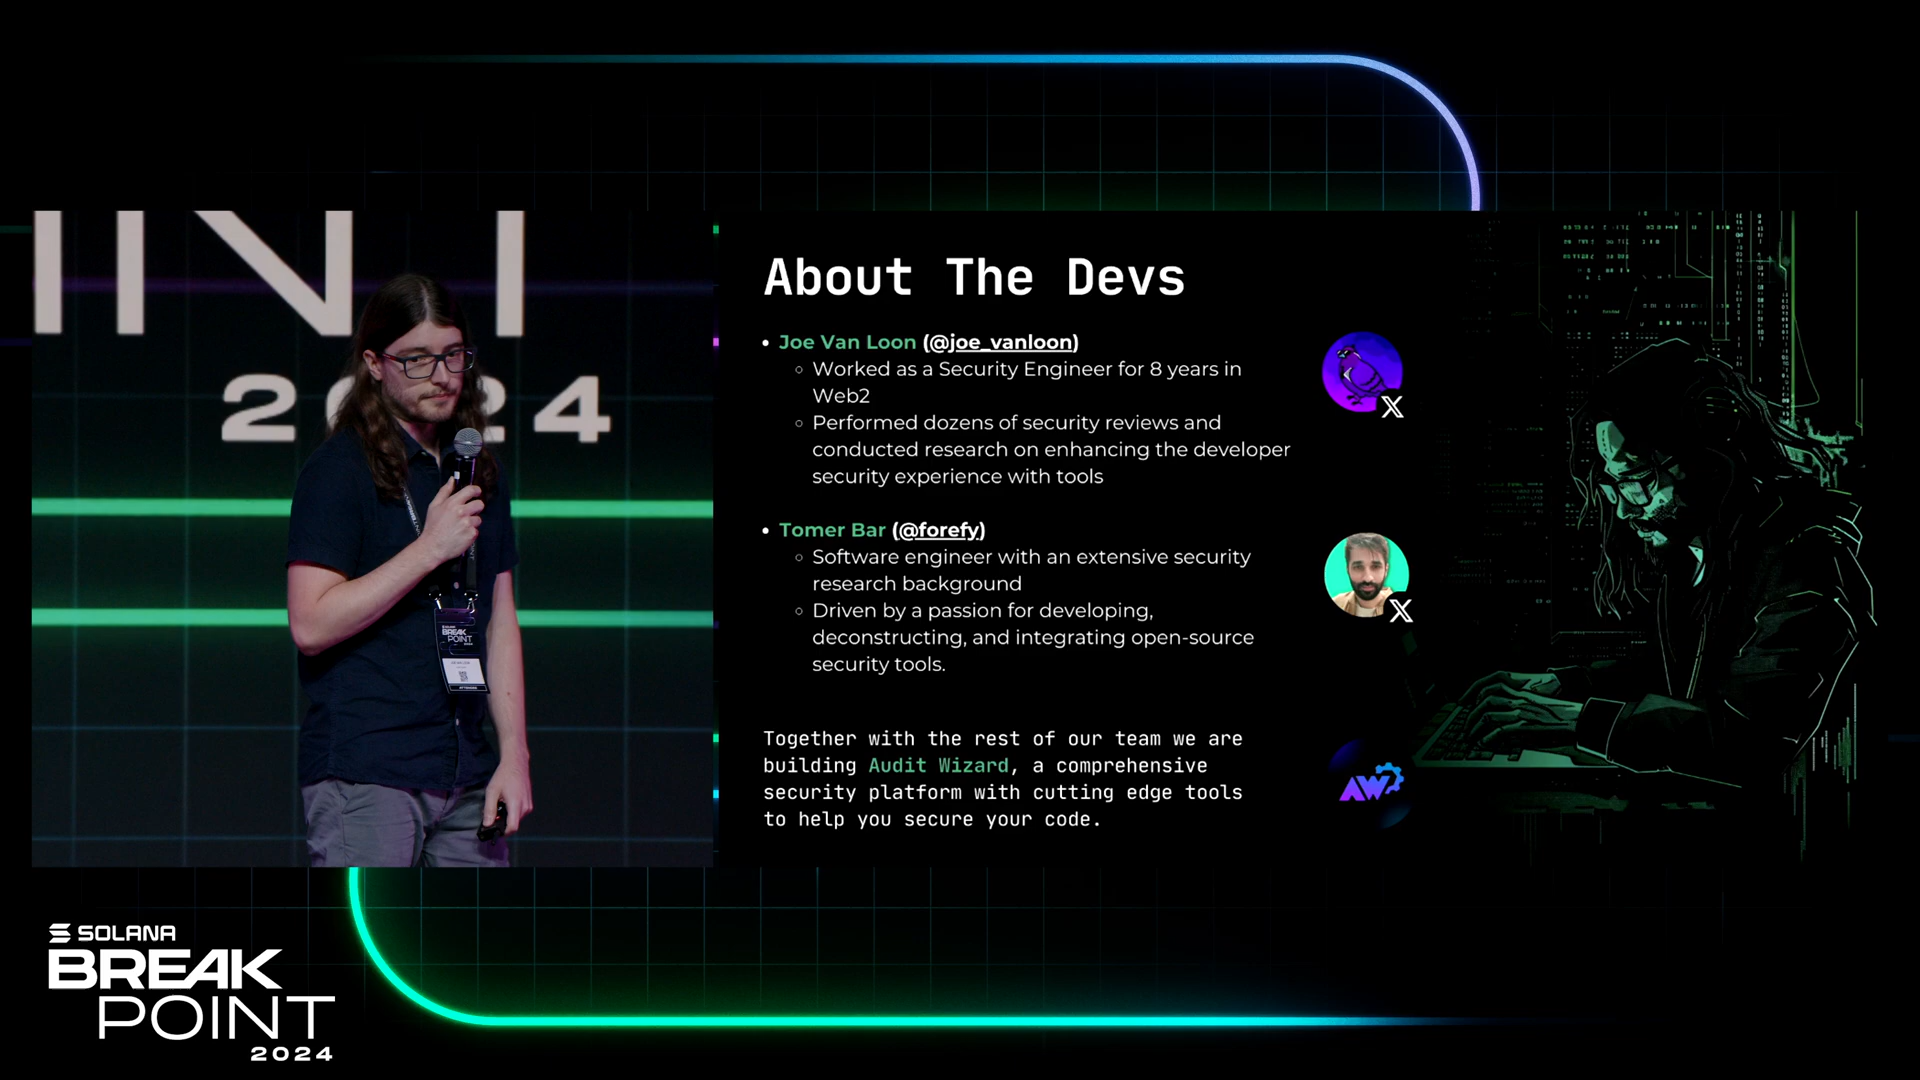 INT
2024
BREAK
POINT
About The Devs
• Joe Van Loon (@joe_vanloon)
○ Worked as a Security Engineer for 8 years in
Web2
○ Performed dozens of security reviews and
conducted research on enhancing the developer
security experience with tools
• Tomer Bar (@forefy)
○ Software engineer with an extensive security
research background
○ Driven by a passion for developing,
deconstructing, and integrating open-source
security tools.
Together with the rest of our team we are
building Audit Wizard, a comprehensive
security platform with cutting edge tools
to help you secure your code.
AW
SOLANA
BREAK
POINT
2024